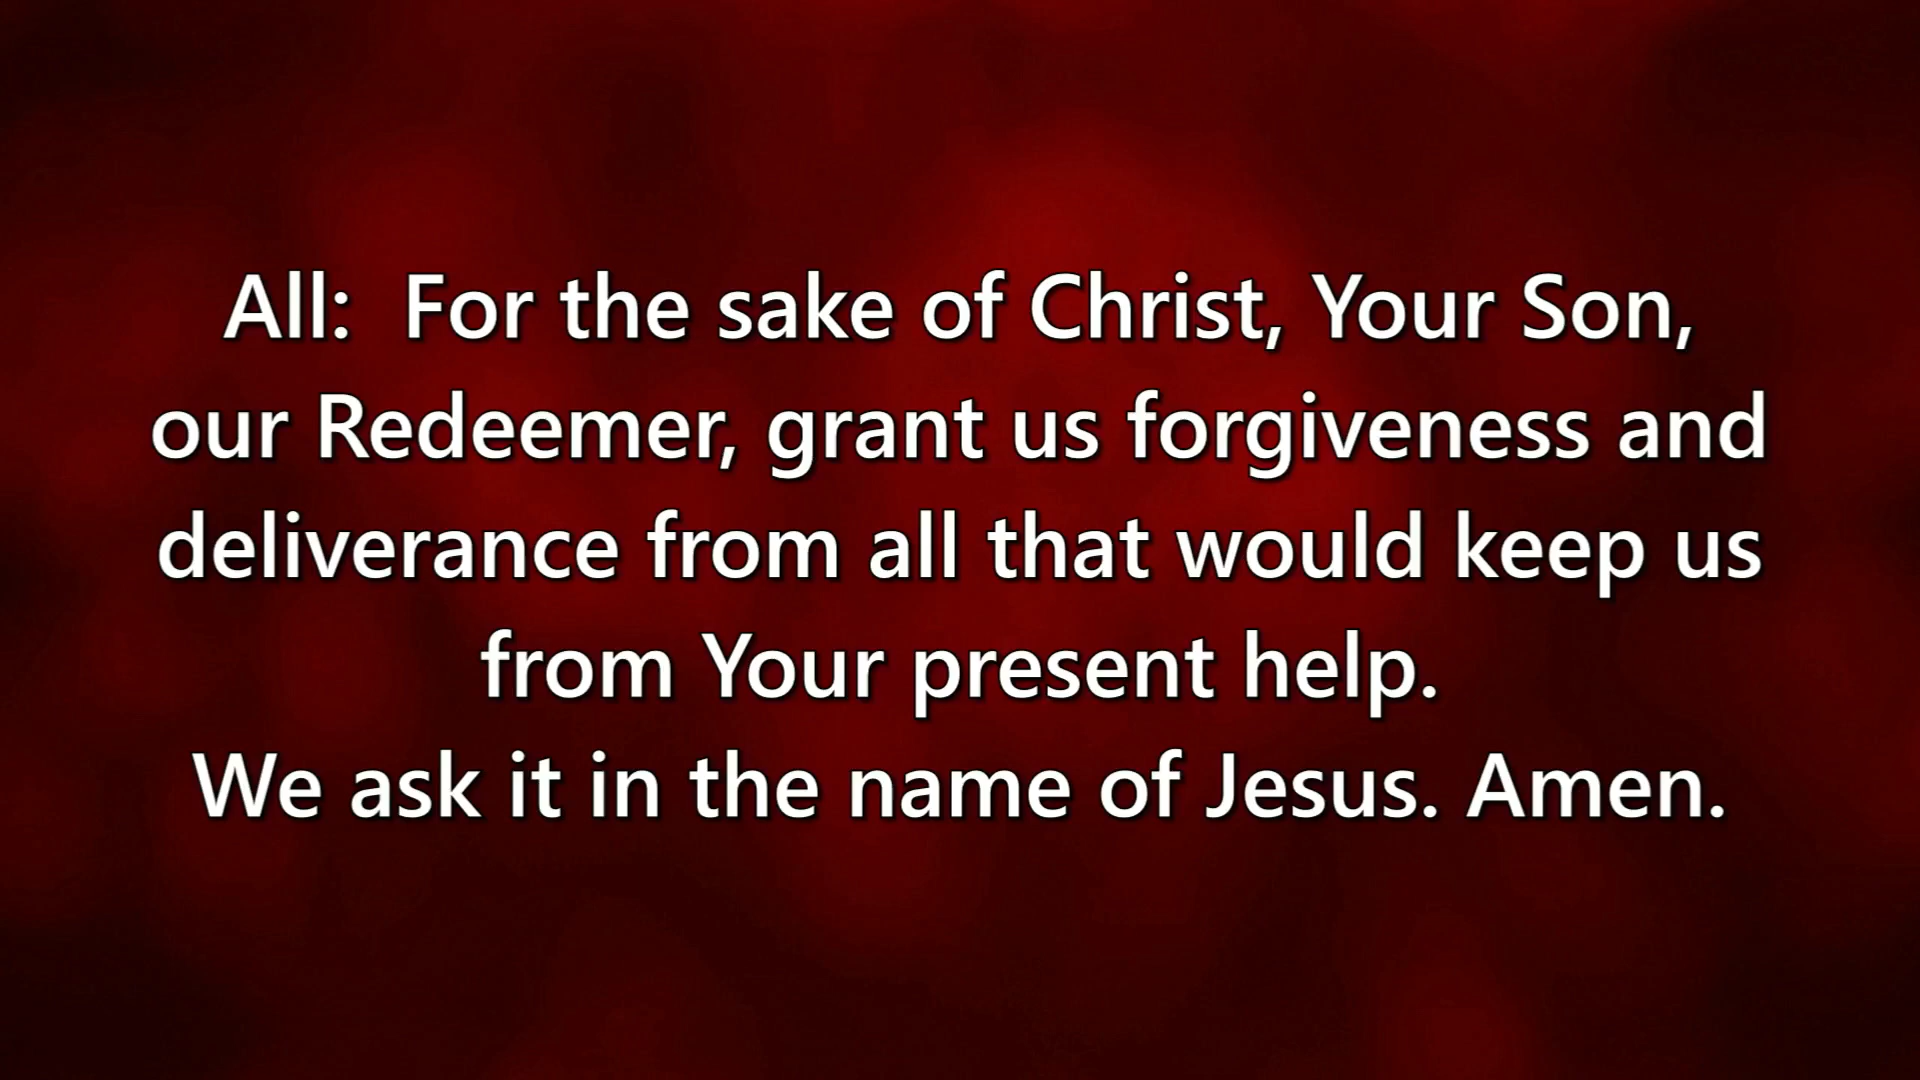 All:  For the sake of Christ, Your Son,
our Redeemer, grant us forgiveness and
deliverance from all that would keep us
from Your present help.
We ask it in the name of Jesus. Amen.